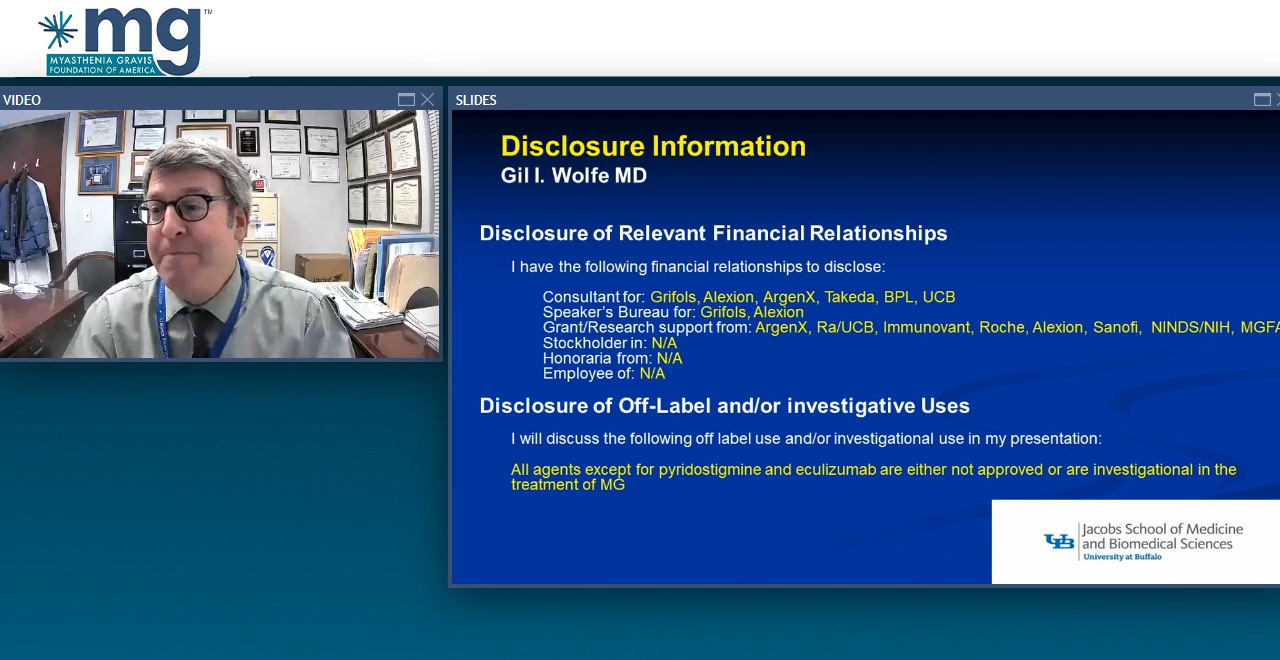 mg™
MYASTHENIA GRAVIS
FOUNDATION OF AMERICA
VIDEO
SLIDES
Disclosure Information
Gil I. Wolfe MD
Disclosure of Relevant Financial Relationships
I have the following financial relationships to disclose:
Consultant for: Grifols, Alexion, ArgenX, Takeda, BPL, UCB
Speaker's Bureau for: Grifols, Alexion
Grant/Research support from: ArgenX, Ra/UCB, Immunovant, Roche, Alexion, Sanofi, NINDS/NIH, MGFA
Stockholder in: N/A
Honoraria from: N/A
Employee of: N/A
Disclosure of Off-Label and/or investigative Uses
I will discuss the following off label use and/or investigational use in my presentation:
All agents except for pyridostigmine and eculizumab are either not approved or are investigational in the
treatment of MG
UB
Jacobs School of Medicine
and Biomedical Sciences
University at Buffalo